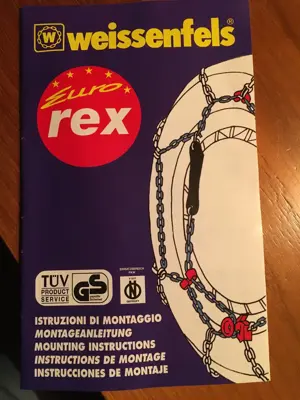 W weissenfels®
Euro
rex
TÜV
PRODUCT
SERVICE
GS
ISTRUZIONI DI MONTAGGIO
MONTAGEANLEITUNG
MOUNTING INSTRUCTIONS
INSTRUCTIONS DE MONTAGE
INSTRUCCIONES DE MONTAJE